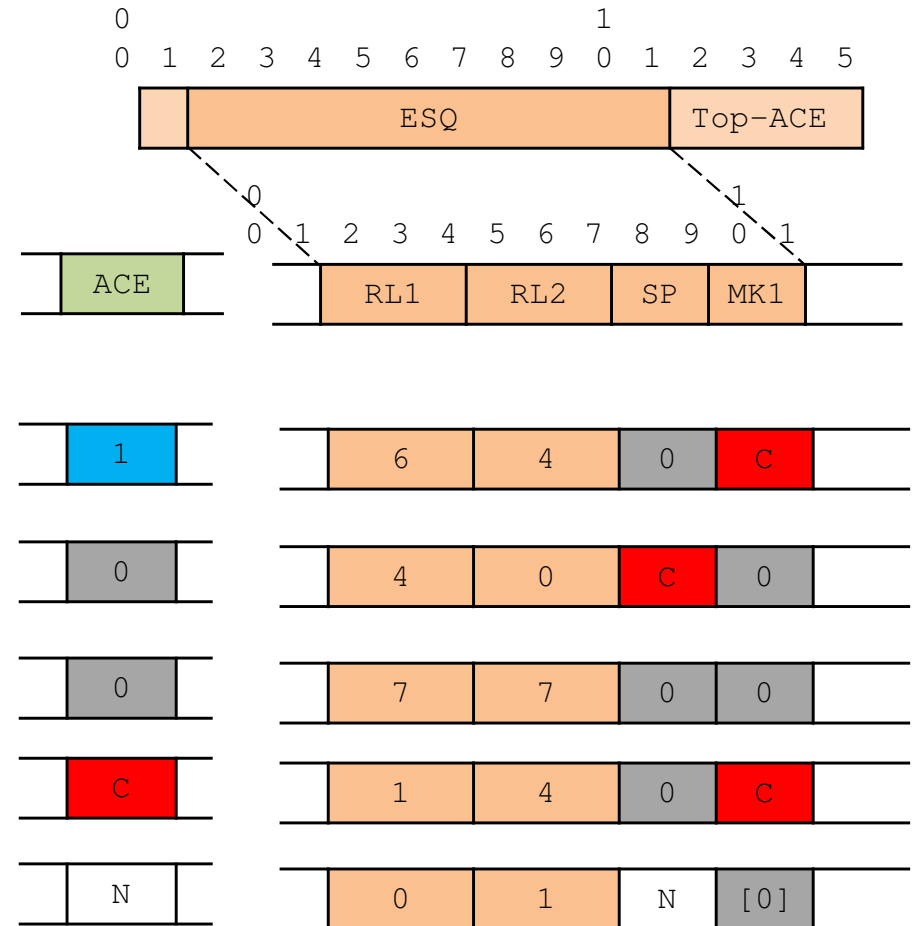 0 1
0 1 2 3 4 5 6 7 8 9 0 1 2 3 4 5
ESQ Top-ACE
0 1
0 1 2 3 4 5 6 7 8 9 0 1
ACE RL1 RL2 SP MK1
1 6 4 0 C
0 4 0 C 0
0 7 7 0 0
C 1 4 0 C
N 0 1 N [0]